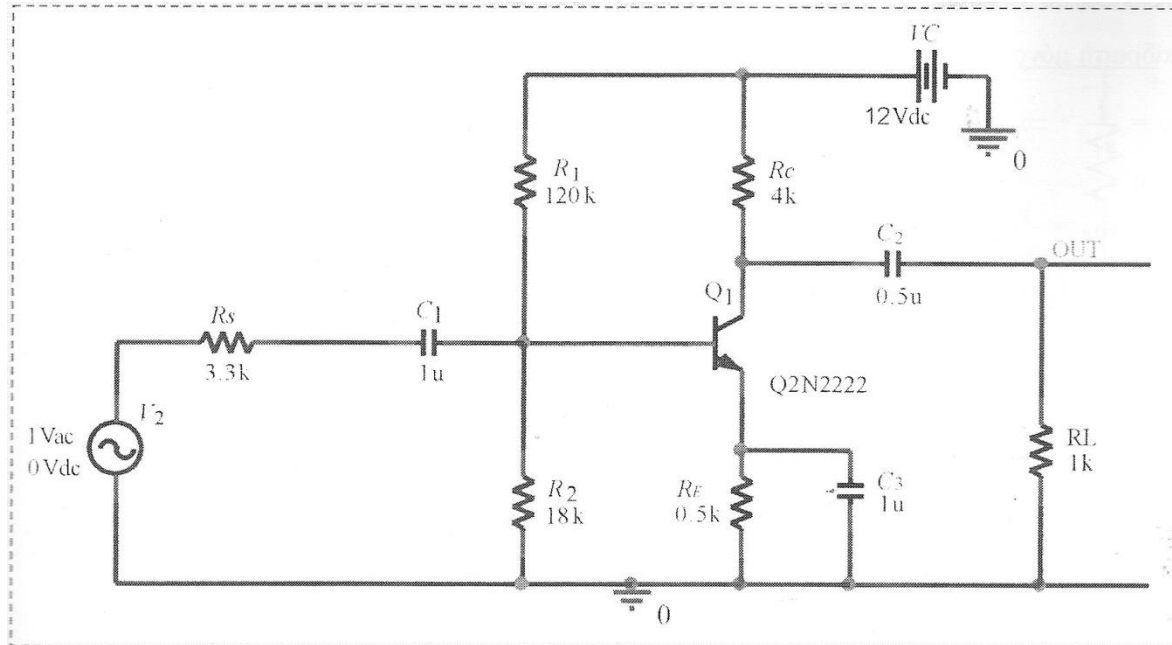 VC
12Vdc
0
R1
120k
Rc
4k
C2
0.5u
OUT
Q1
Q2N2222
Rs
3.3k
C1
1u
V2
1Vac
0Vdc
R2
18k
RE
0.5k
C3
1u
RL
1k
0